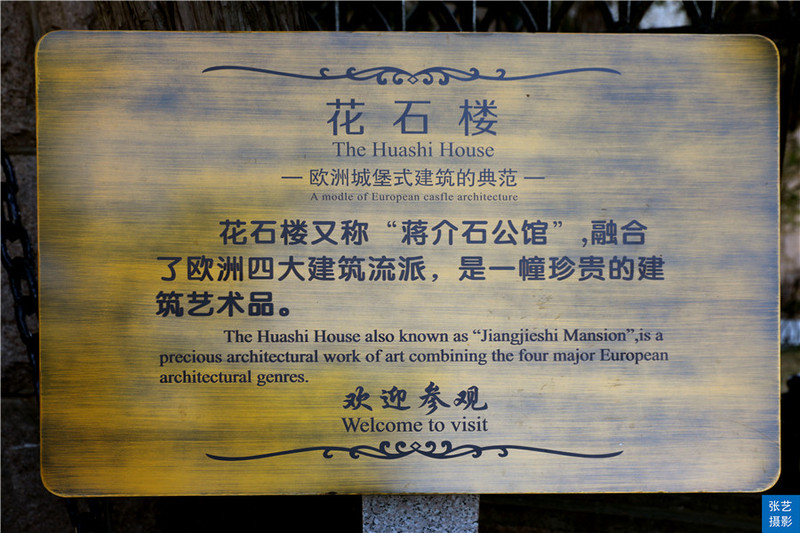 花石楼
The Huashi House
—欧洲城堡式建筑的典范—
A modle of European casfle architecture
花石楼又称“蒋介石公馆”,融合
了欧洲四大建筑流派，是一幢珍贵的建
筑艺术品。
The Huashi House also known as “Jiangjieshi Mansion”,is a
precious architectural work of art combining the four major European
architectural genres.
欢迎参观
Welcome to visit
张艺
摄影